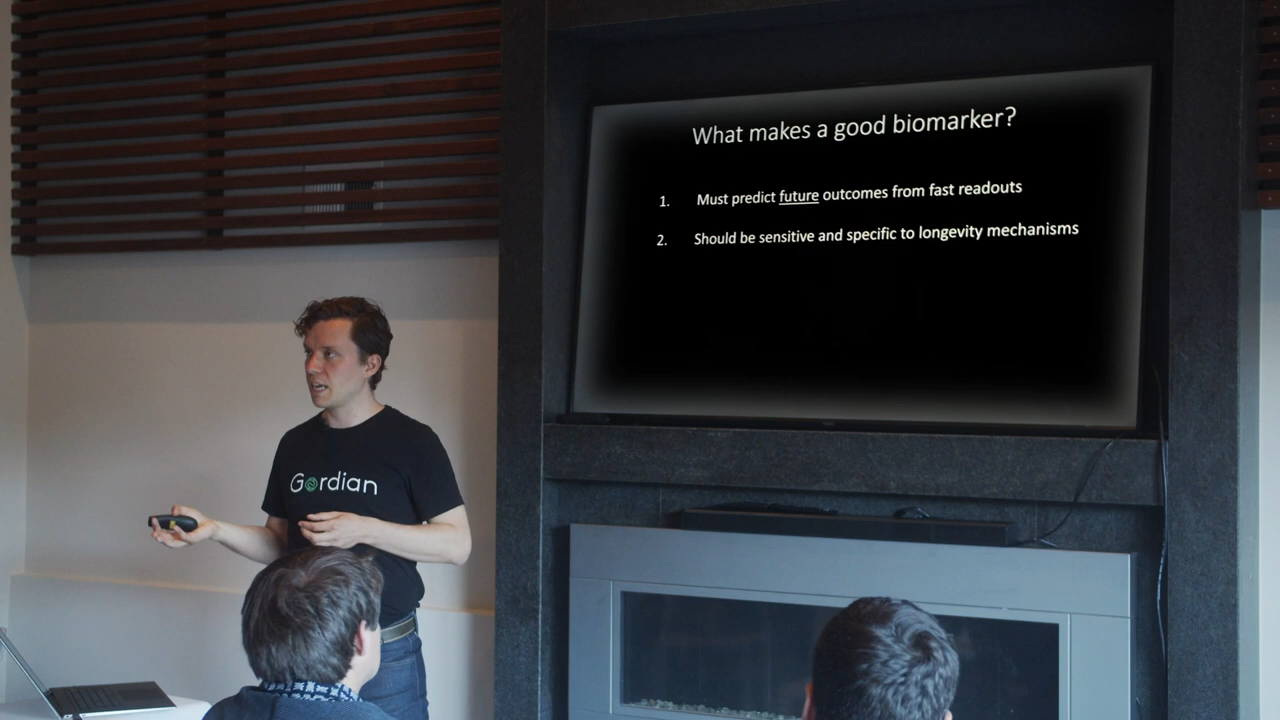 What makes a good biomarker?
1. Must predict future outcomes from fast readouts
2. Should be sensitive and specific to longevity mechanisms
Gordian